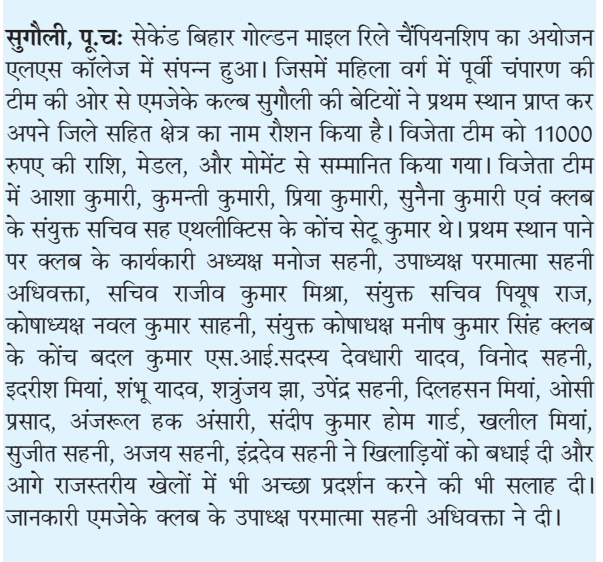 सुगौली, पू.चः सेकेंड बिहार गोल्डन माइल रिले चैंपियनशिप का अयोजन
एलएस कॉलेज में संपन्न हुआ। जिसमें महिला वर्ग में पूर्वी चंपारण की
टीम की ओर से एमजेके कल्ब सुगौली की बेटियों ने प्रथम स्थान प्राप्त कर
अपने जिले सहित क्षेत्र का नाम रौशन किया है। विजेता टीम को 11000
रुपए की राशि, मेडल, और मोमेंट से सम्मानित किया गया। विजेता टीम
में आशा कुमारी, कुमन्ती कुमारी, प्रिया कुमारी, सुनैना कुमारी एवं क्लब
के संयुक्त सचिव सह एथलीक्टिस के कोंच सेटू कुमार थे। प्रथम स्थान पाने
पर क्लब के कार्यकारी अध्यक्ष मनोज सहनी, उपाध्यक्ष परमात्मा सहनी
अधिवक्ता, सचिव राजीव कुमार मिश्रा, संयुक्त सचिव पियूष राज,
कोषाध्यक्ष नवल कुमार साहनी, संयुक्त कोषाधक्ष मनीष कुमार सिंह क्लब
के कोंच बदल कुमार एस.आई.सदस्य देवधारी यादव, विनोद सहनी,
इदरीश मियां, शंभू यादव, शत्रुंजय झा, उपेंद्र सहनी, दिलहसन मियां, ओसी
प्रसाद, अंजरूल हक अंसारी, संदीप कुमार होम गार्ड, खलील मियां,
सुजीत सहनी, अजय सहनी, इंद्रदेव सहनी ने खिलाड़ियों को बधाई दी और
आगे राजस्तरीय खेलों में भी अच्छा प्रदर्शन करने की भी सलाह दी।
जानकारी एमजेके क्लब के उपाध्क्ष परमात्मा सहनी अधिवक्ता ने दी।